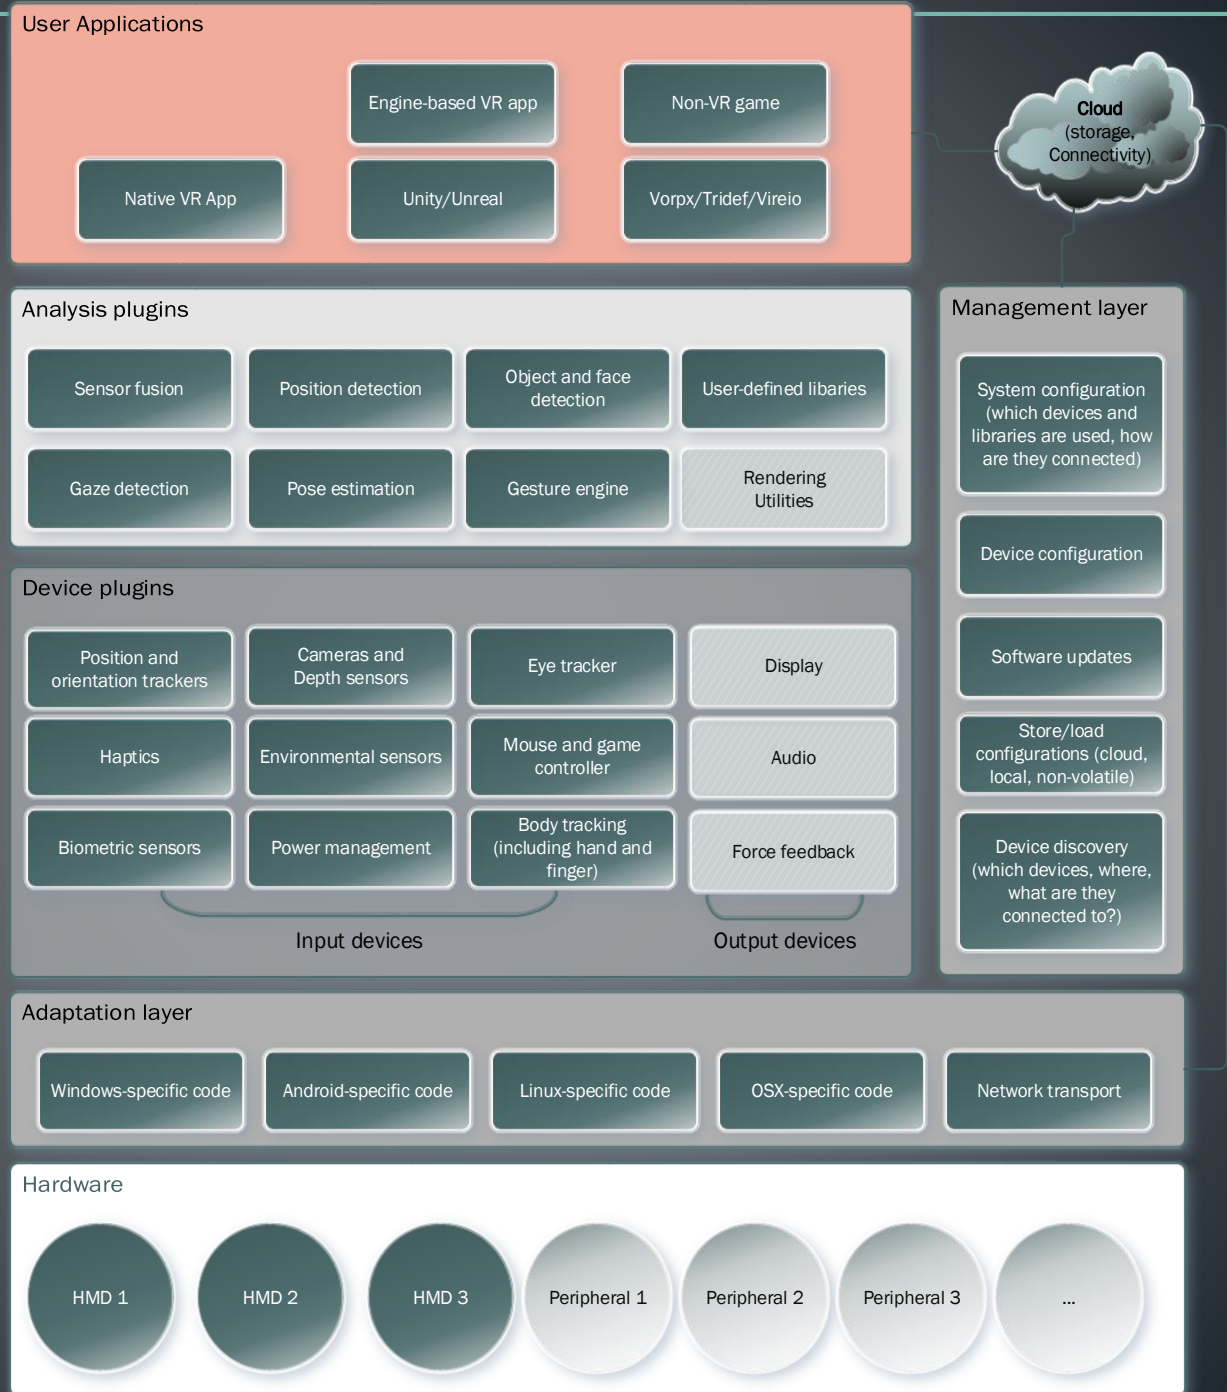 User Applications
Engine-based VR app
Non-VR game
Native VR App
Unity/Unreal
Vorpx/Tridef/Vireio
Cloud
(storage,
Connectivity)
Analysis plugins
Sensor fusion
Position detection
Object and face
detection
User-defined libaries
Gaze detection
Pose estimation
Gesture engine
Rendering
Utilities
Management layer
System configuration
(which devices and
libraries are used, how
are they connected)
Device configuration
Software updates
Store/load
configurations (cloud,
local, non-volatile)
Device discovery
(which devices, where,
what are they
connected to?)
Device plugins
Position and
orientation trackers
Cameras and
Depth sensors
Eye tracker
Display
Haptics
Environmental sensors
Mouse and game
controller
Audio
Biometric sensors
Power management
Body tracking
(including hand and
finger)
Force feedback
Input devices
Output devices
Adaptation layer
Windows-specific code
Android-specific code
Linux-specific code
OSX-specific code
Network transport
Hardware
HMD 1
HMD 2
HMD 3
Peripheral 1
Peripheral 2
Peripheral 3
...